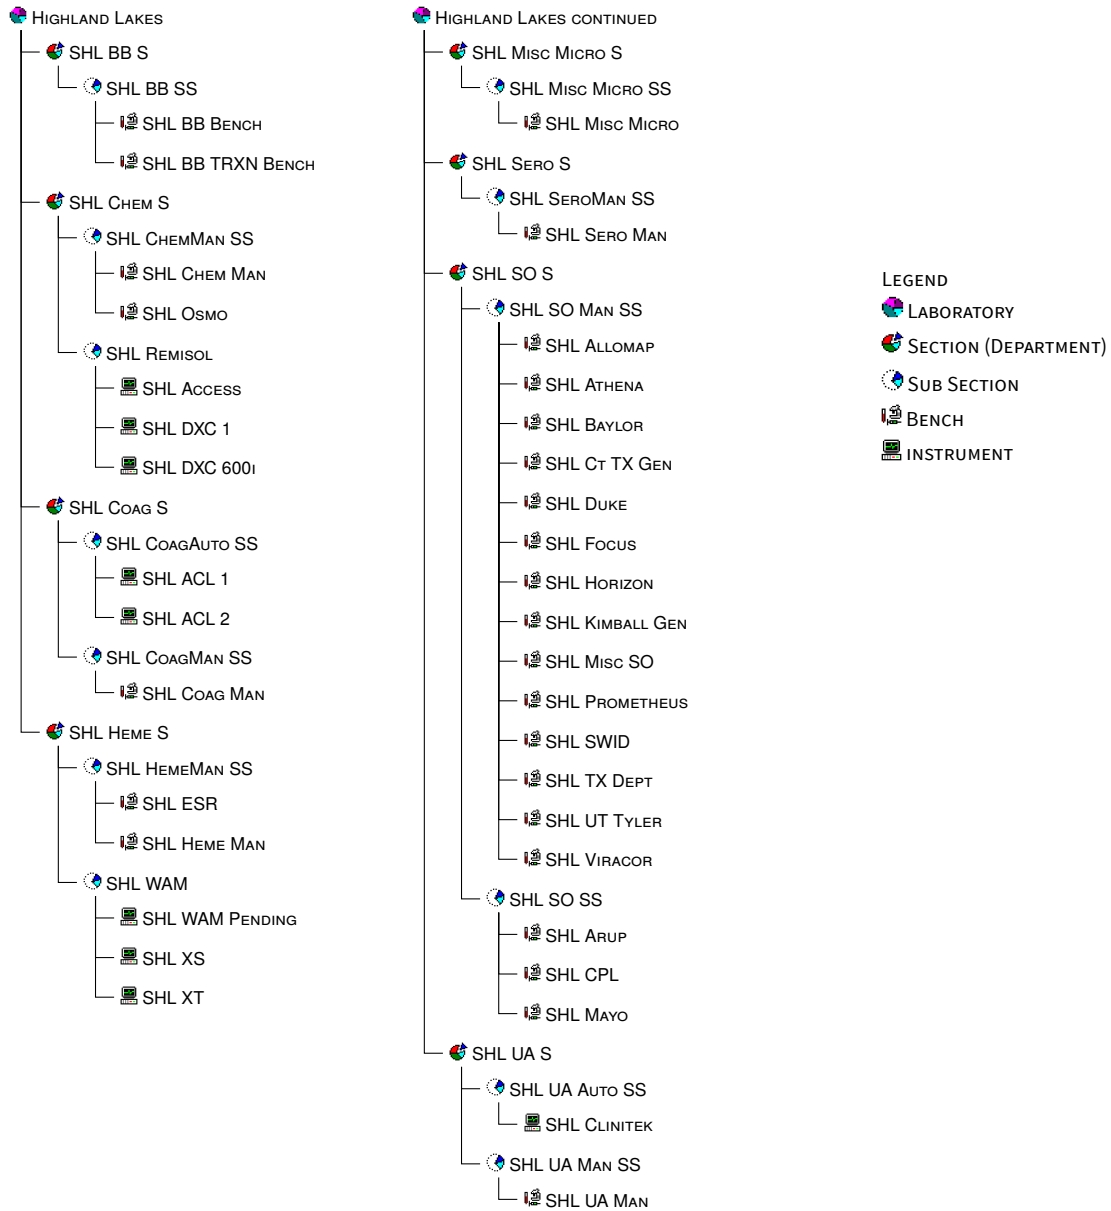 Highland Lakes
SHL BB S
SHL BB SS
SHL BB Bench
SHL BB TRXN Bench
SHL Chem S
SHL ChemMan SS
SHL Chem Man
SHL Osmo
SHL Remisol
SHL Access
SHL DXC 1
SHL DXC 600i
SHL Coag S
SHL CoagAuto SS
SHL ACL 1
SHL ACL 2
SHL CoagMan SS
SHL Coag Man
SHL Heme S
SHL HemeMan SS
SHL ESR
SHL Heme Man
SHL WAM
SHL WAM Pending
SHL XS
SHL XT
Highland Lakes continued
SHL Misc Micro S
SHL Misc Micro SS
SHL Misc Micro
SHL Sero S
SHL SeroMan SS
SHL Sero Man
SHL SO S
SHL SO Man SS
SHL Allomap
SHL Athena
SHL Baylor
SHL Ct TX Gen
SHL Duke
SHL Focus
SHL Horizon
SHL Kimball Gen
SHL Misc SO
SHL Prometheus
SHL SWID
SHL TX Dept
SHL UT Tyler
SHL Viracor
SHL SO SS
SHL Arup
SHL CPL
SHL Mayo
SHL UA S
SHL UA Auto SS
SHL Clinitek
SHL UA Man SS
SHL UA Man
Legend
Laboratory
Section (Department)
Sub Section
Bench
instrument